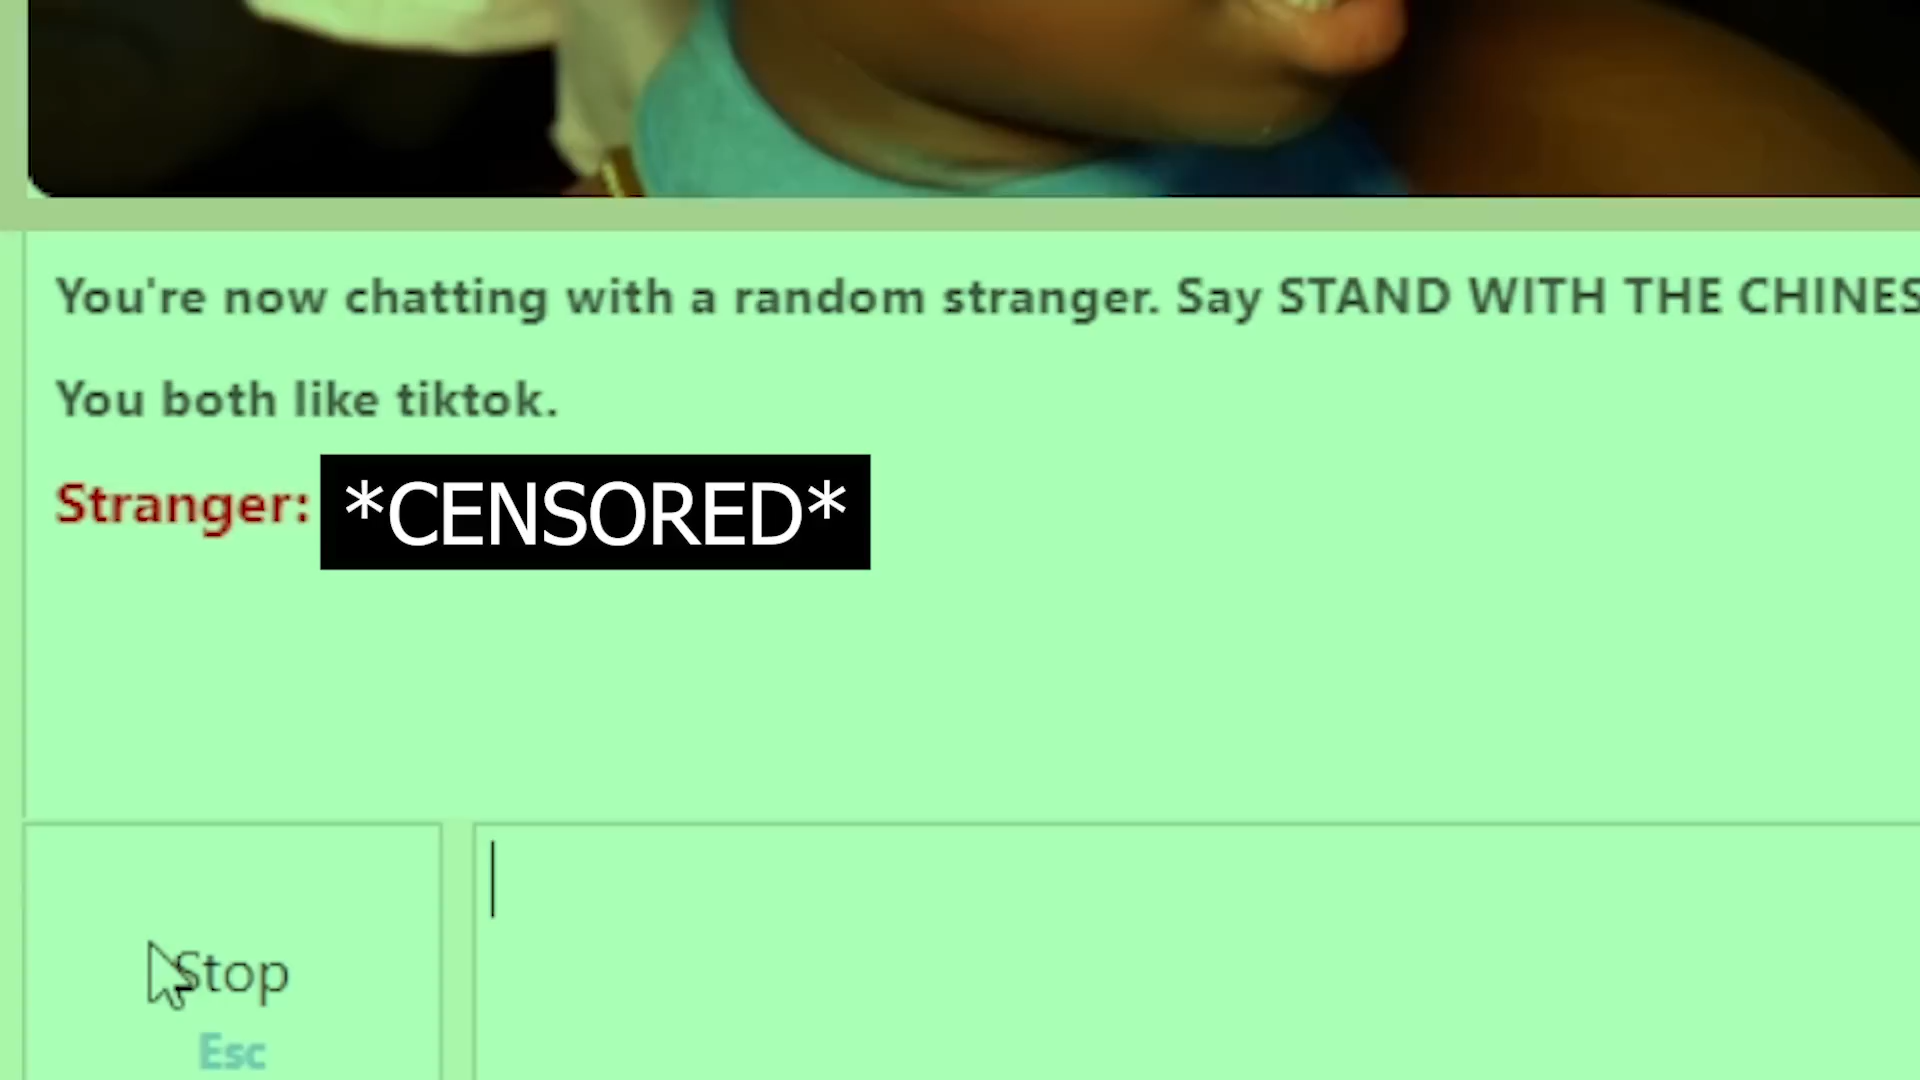 You're now chatting with a random stranger. Say STAND WITH THE CHINES
You both like tiktok.
Stranger: *CENSORED*
Stop
Esc